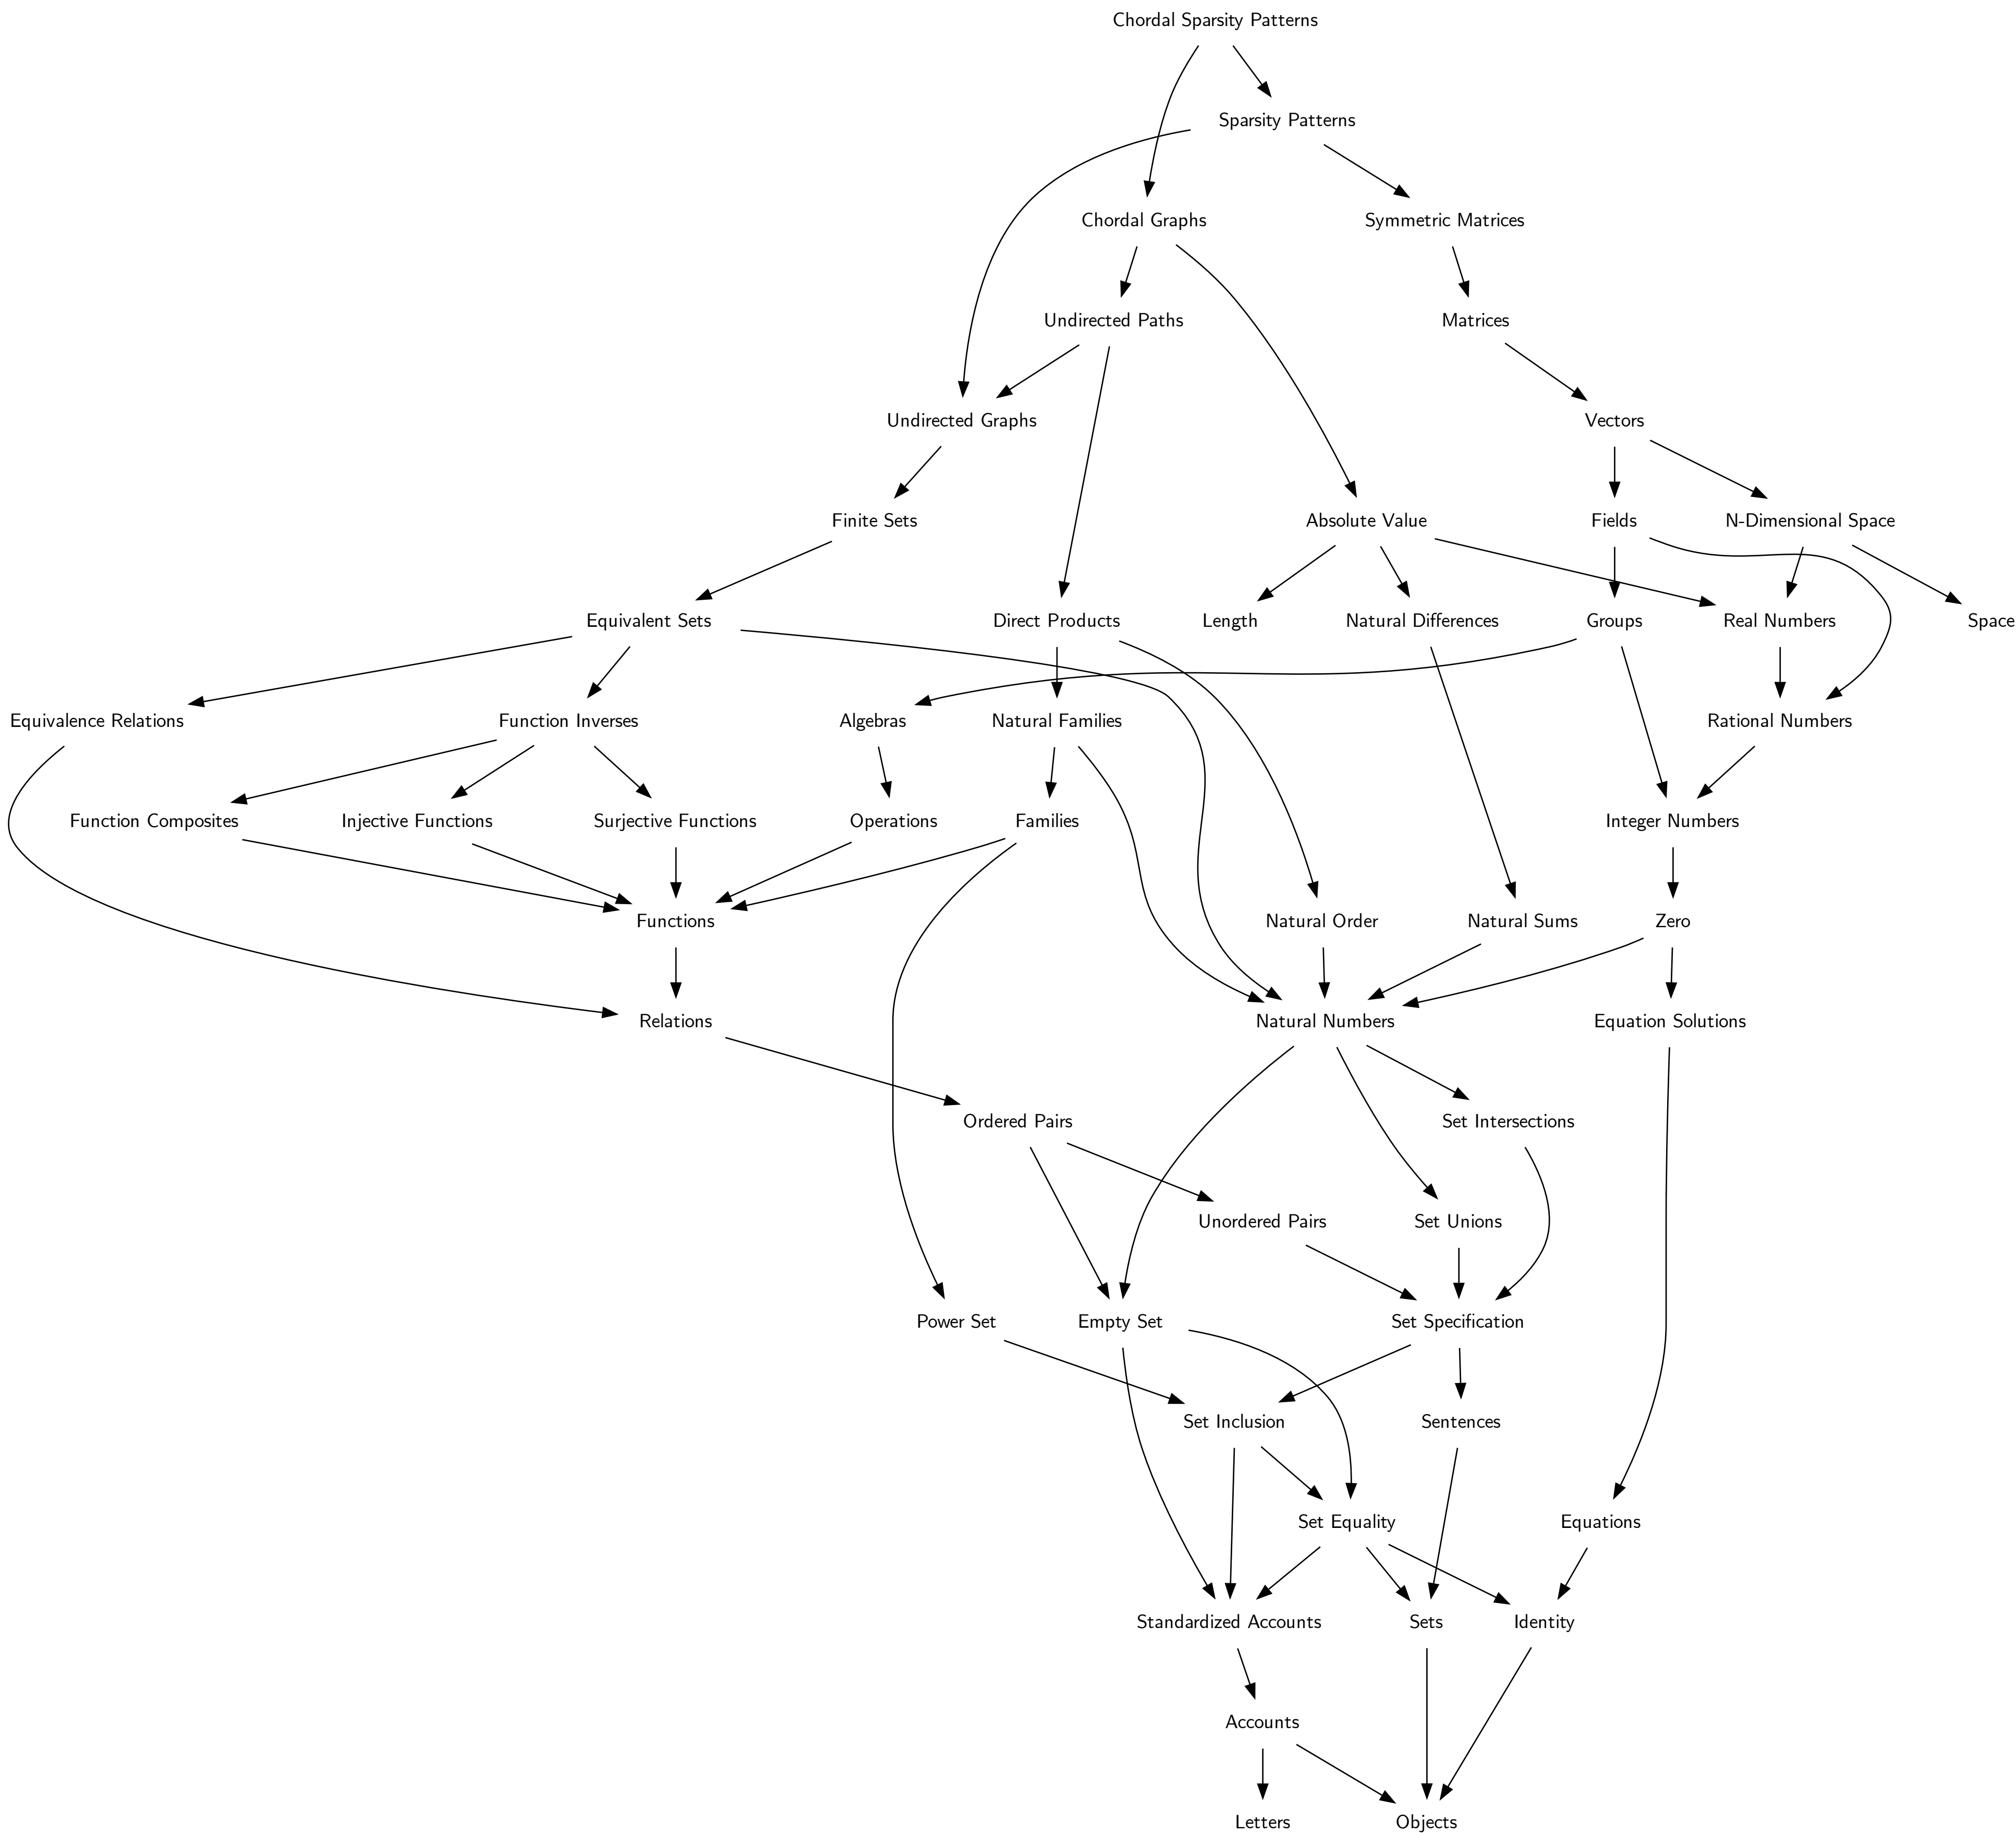 Chordal Sparsity Patterns
Sparsity Patterns
Chordal Graphs
Symmetric Matrices
Undirected Paths
Matrices
Undirected Graphs
Vectors
Finite Sets
Absolute Value
Fields
N-Dimensional Space
Equivalent Sets
Direct Products
Length
Natural Differences
Groups
Real Numbers
Space
Equivalence Relations
Function Inverses
Algebras
Natural Families
Rational Numbers
Function Composites
Injective Functions
Surjective Functions
Operations
Families
Integer Numbers
Functions
Natural Order
Natural Sums
Zero
Relations
Natural Numbers
Equation Solutions
Ordered Pairs
Set Intersections
Unordered Pairs
Set Unions
Power Set
Empty Set
Set Specification
Set Inclusion
Sentences
Set Equality
Equations
Standardized Accounts
Sets
Identity
Accounts
Letters
Objects